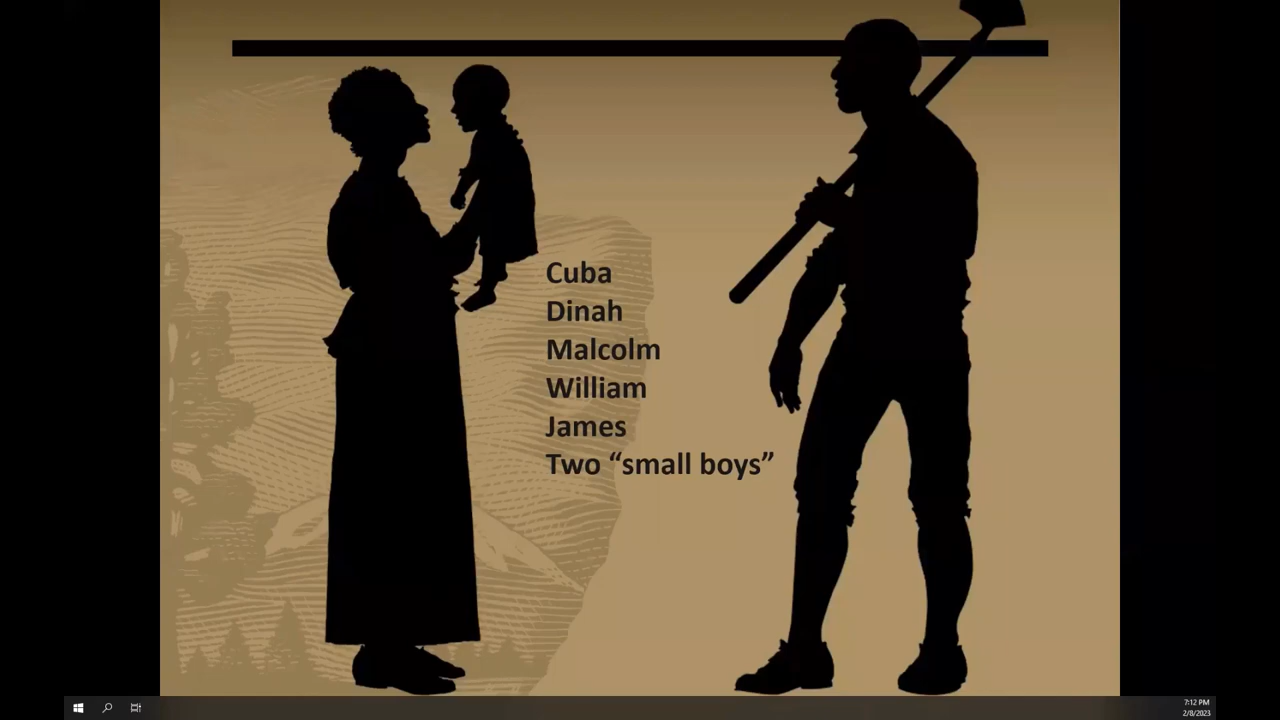 Cuba
Dinah
Malcolm
William
James
Two “small boys”
7:12 PM
2/8/2023